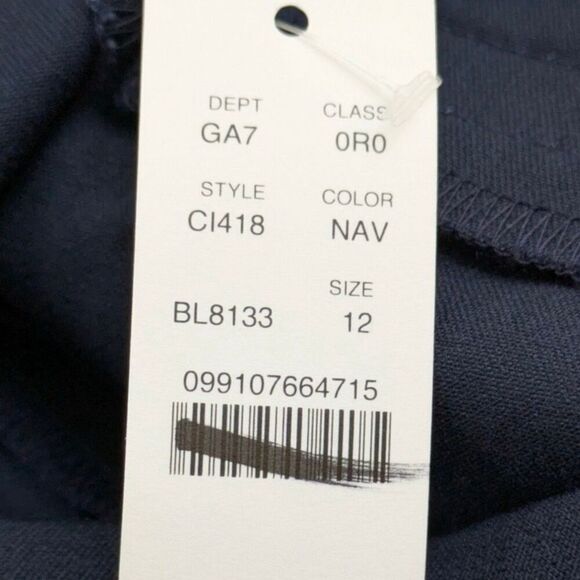 DEPT CLASS
GA7 0R0
STYLE COLOR
CI418 NAV
SIZE
BL8133 12
099107664715